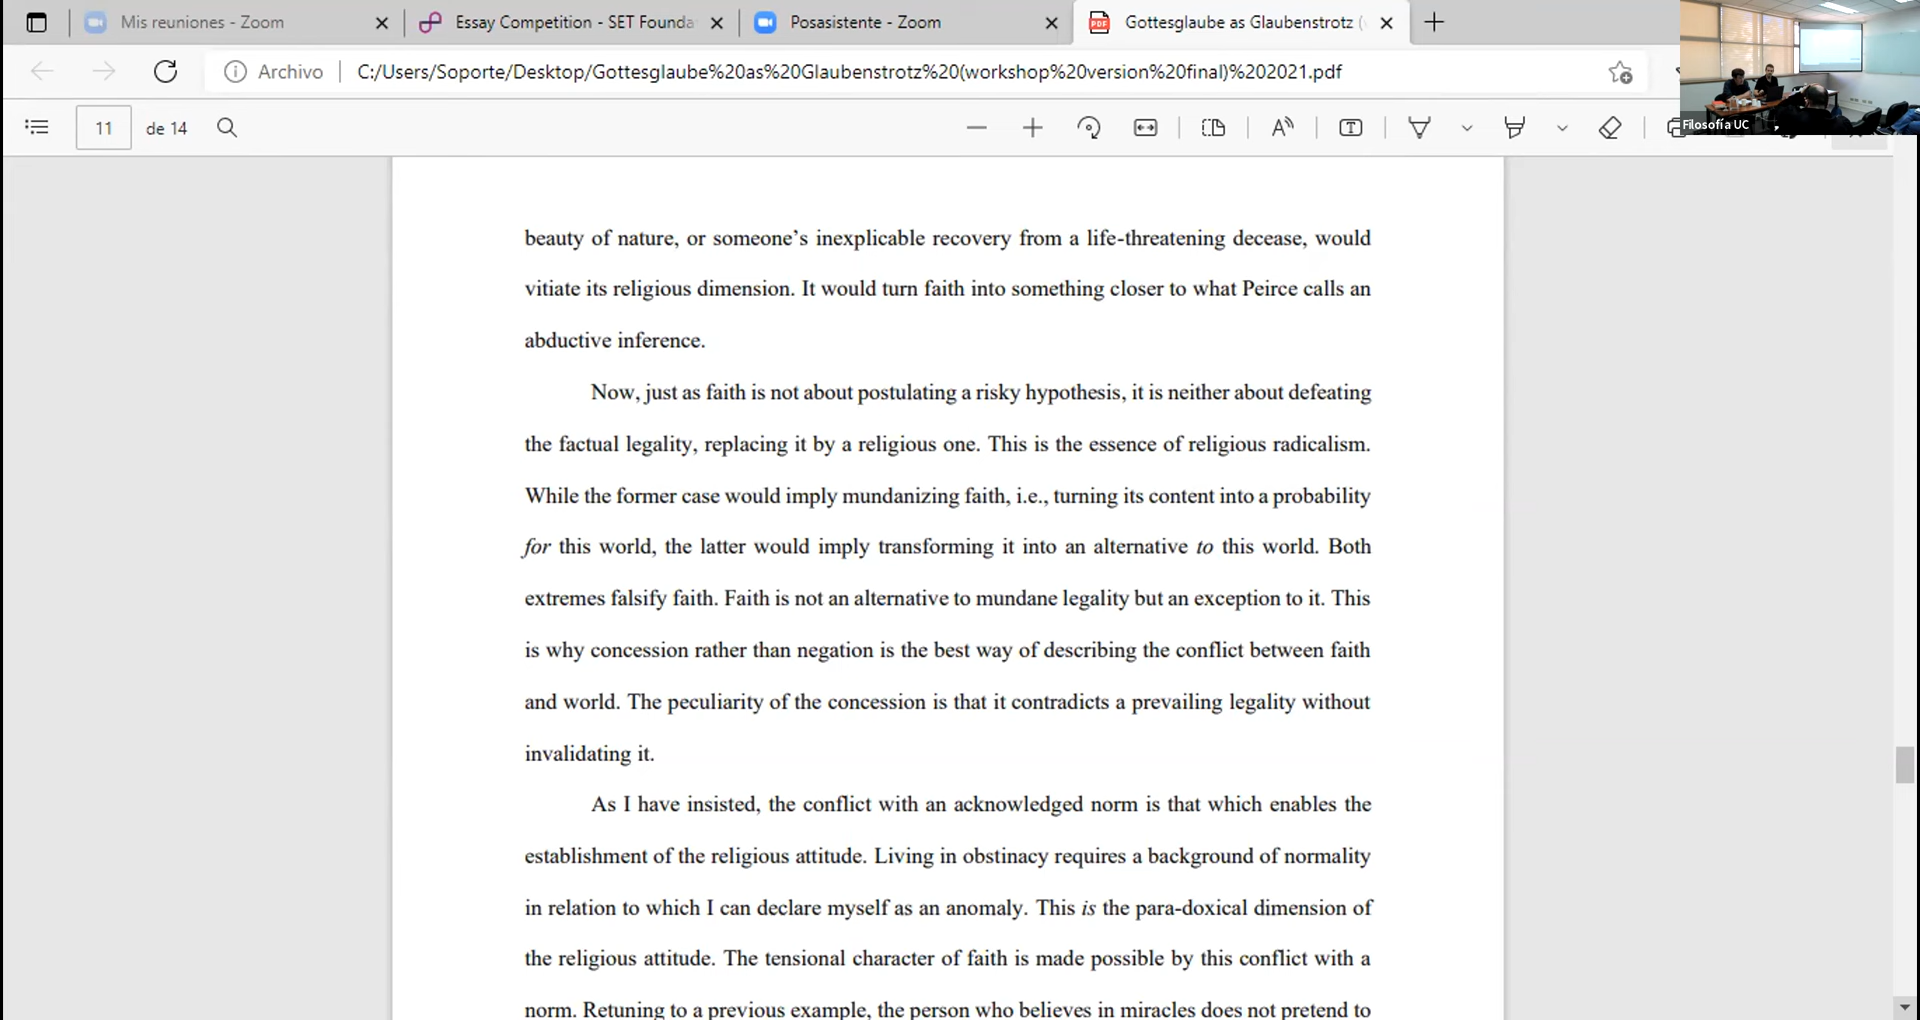 Mis reuniones - Zoom
Essay Competition - SET Founda
Posasistente - Zoom
Gottesglaube as Glaubenstrotz (
Archivo
C:/Users/Soporte/Desktop/Gottesglaube%20as%20Glaubenstrotz%20(workshop%20version%20final)%202021.pdf
11 de 14
Filosofía UC
beauty of nature, or someone’s inexplicable recovery from a life-threatening decease, would
vitiate its religious dimension. It would turn faith into something closer to what Peirce calls an
abductive inference.
Now, just as faith is not about postulating a risky hypothesis, it is neither about defeating
the factual legality, replacing it by a religious one. This is the essence of religious radicalism.
While the former case would imply mundanizing faith, i.e., turning its content into a probability
for this world, the latter would imply transforming it into an alternative to this world. Both
extremes falsify faith. Faith is not an alternative to mundane legality but an exception to it. This
is why concession rather than negation is the best way of describing the conflict between faith
and world. The peculiarity of the concession is that it contradicts a prevailing legality without
invalidating it.
As I have insisted, the conflict with an acknowledged norm is that which enables the
establishment of the religious attitude. Living in obstinacy requires a background of normality
in relation to which I can declare myself as an anomaly. This is the para-doxical dimension of
the religious attitude. The tensional character of faith is made possible by this conflict with a
norm. Retuning to a previous example, the person who believes in miracles does not pretend to